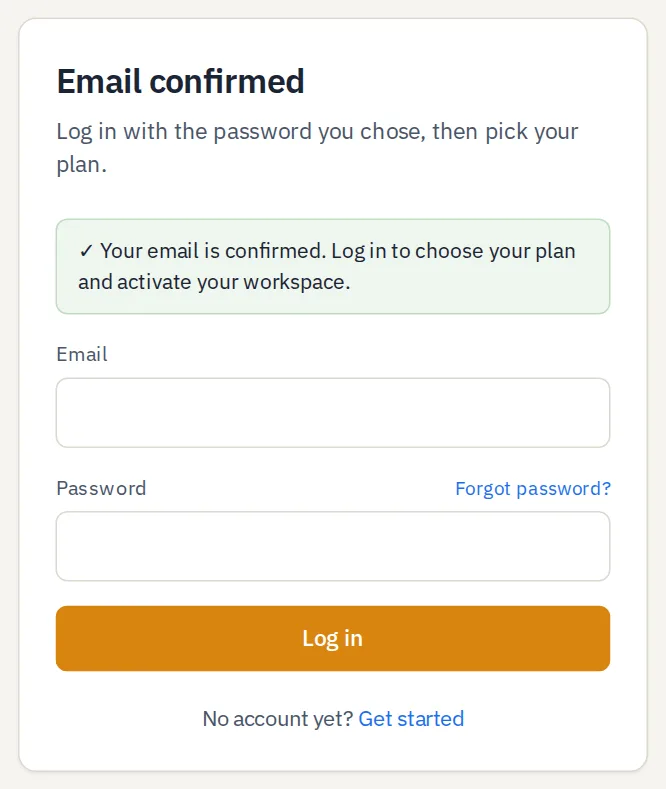 Email confirmed
Log in with the password you chose, then pick your
plan.
✓ Your email is confirmed. Log in to choose your plan
and activate your workspace.
Email
Password Forgot password?
Log in
No account yet? Get started